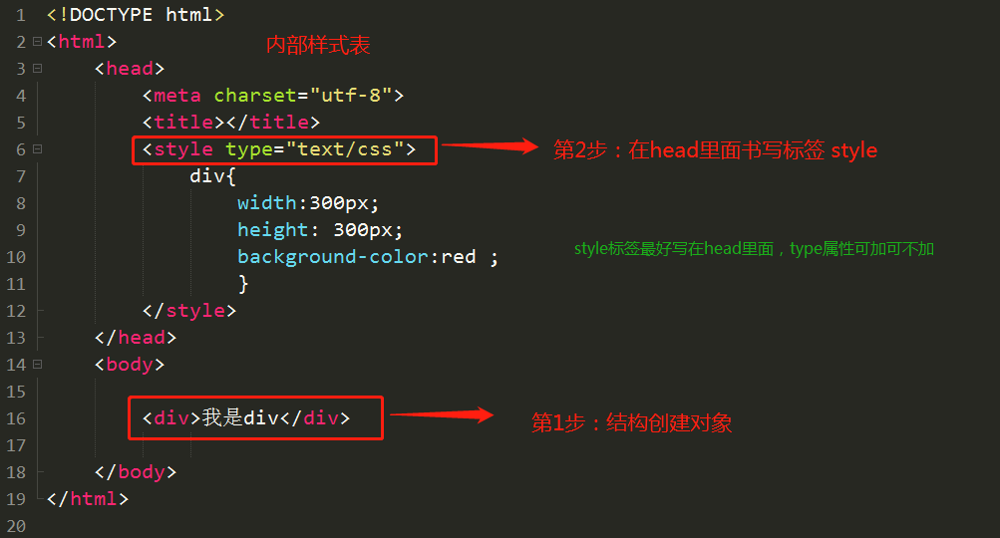 1 <!DOCTYPE html>
2 <html> 内部样式表
3 <head>
4 <meta charset="utf-8">
5 <title></title>
6 <style type="text/css"> 第2步：在head里面书写标签 style
7 div{
8 width:300px;
9 height: 300px; style标签最好写在head里面，type属性可加可不加
10 background-color:red ;
11 }
12 </style>
13 </head>
14 <body>
15
16 <div>我是div</div> 第1步：结构创建对象
17
18 </body>
19 </html>
20